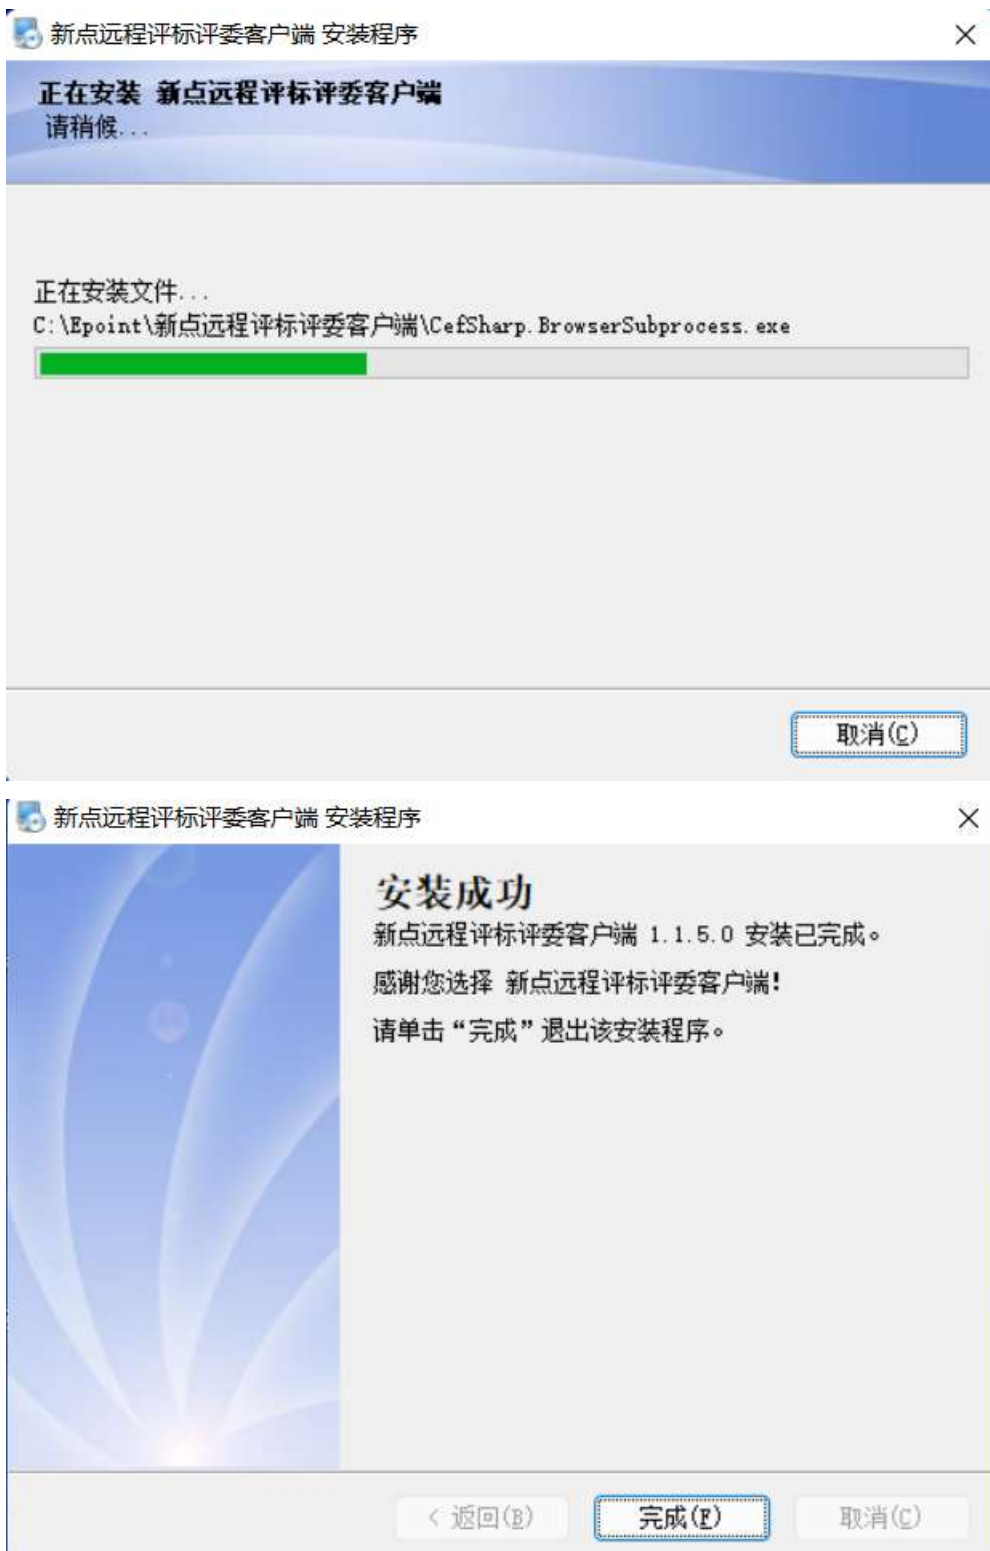 新点远程评标评委客户端 安装程序
正在安装 新点远程评标评委客户端
请稍候...
正在安装文件...
C:\Epoint\新点远程评标评委客户端\CefSharp.BrowserSubprocess.exe
取消(C)
新点远程评标评委客户端 安装程序
安装成功
新点远程评标评委客户端 1.1.5.0 安装已完成。
感谢您选择 新点远程评标评委客户端!
请单击“完成”退出该安装程序。
< 返回(B) 完成(F) 取消(C)